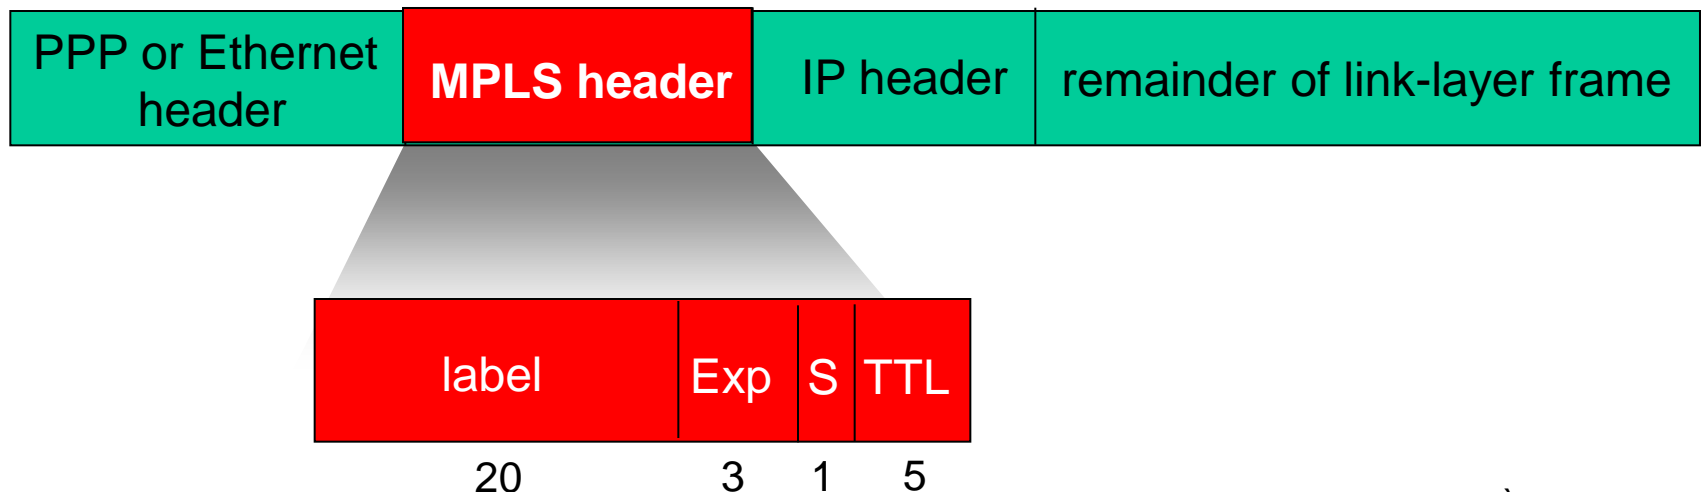 PPP or Ethernet
header
MPLS header
IP header
remainder of link-layer frame
label
Exp
S
TTL
20
3
1
5